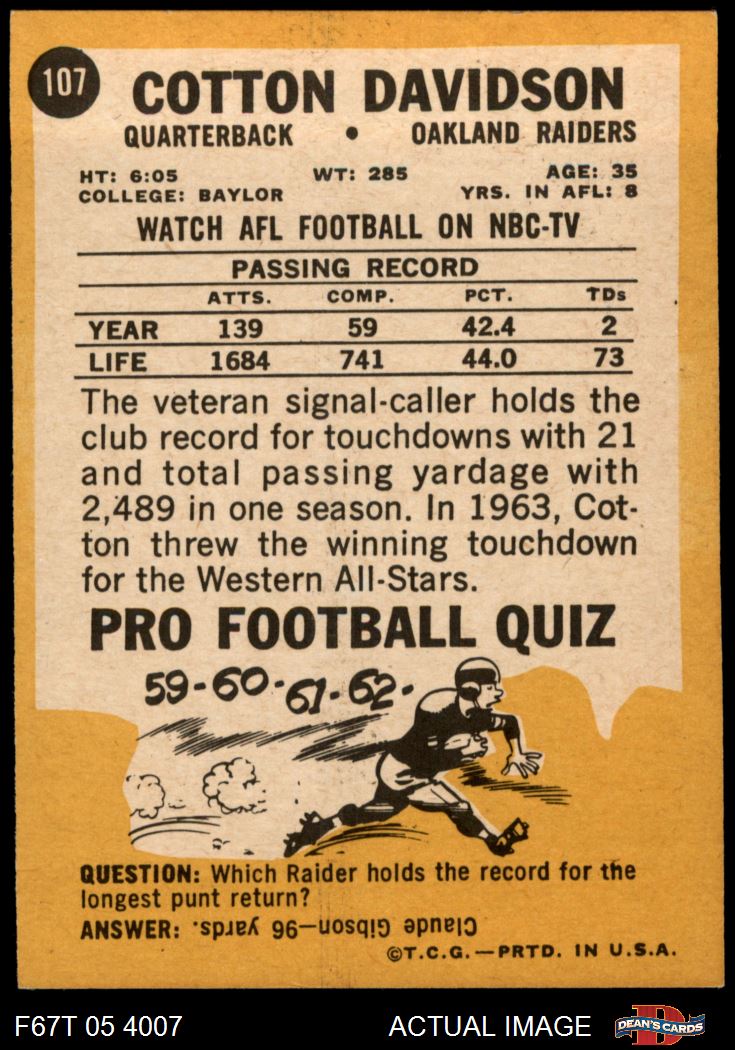 107
COTTON DAVIDSON
QUARTERBACK • OAKLAND RAIDERS
HT: 6:05 WT: 285 AGE: 35
COLLEGE: BAYLOR YRS. IN AFL: 8
WATCH AFL FOOTBALL ON NBC-TV
PASSING RECORD
ATTS. COMP. PCT. TDs
YEAR 139 59 42.4 2
LIFE 1684 741 44.0 73
The veteran signal-caller holds the
club record for touchdowns with 21
and total passing yardage with
2,489 in one season. In 1963, Cot-
ton threw the winning touchdown
for the Western All-Stars.
PRO FOOTBALL QUIZ
59-60-61-62-
QUESTION: Which Raider holds the record for the
longest punt return?
ANSWER: Claude Gibson—96 yards.
©T.C.G.—PRTD. IN U.S.A.
F67T 05 4007 ACTUAL IMAGE D DEAN'S CARDS